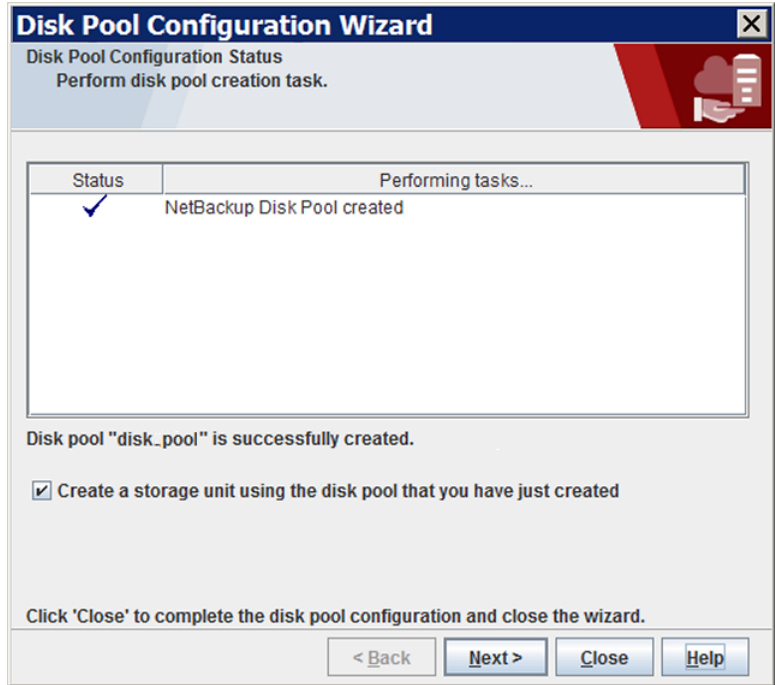 Disk Pool Configuration Wizard
Disk Pool Configuration Status
Perform disk pool creation task.
Status Performing tasks...
NetBackup Disk Pool created
Disk pool "disk_pool" is successfully created.
Create a storage unit using the disk pool that you have just created
Click 'Close' to complete the disk pool configuration and close the wizard.
< Back Next > Close Help